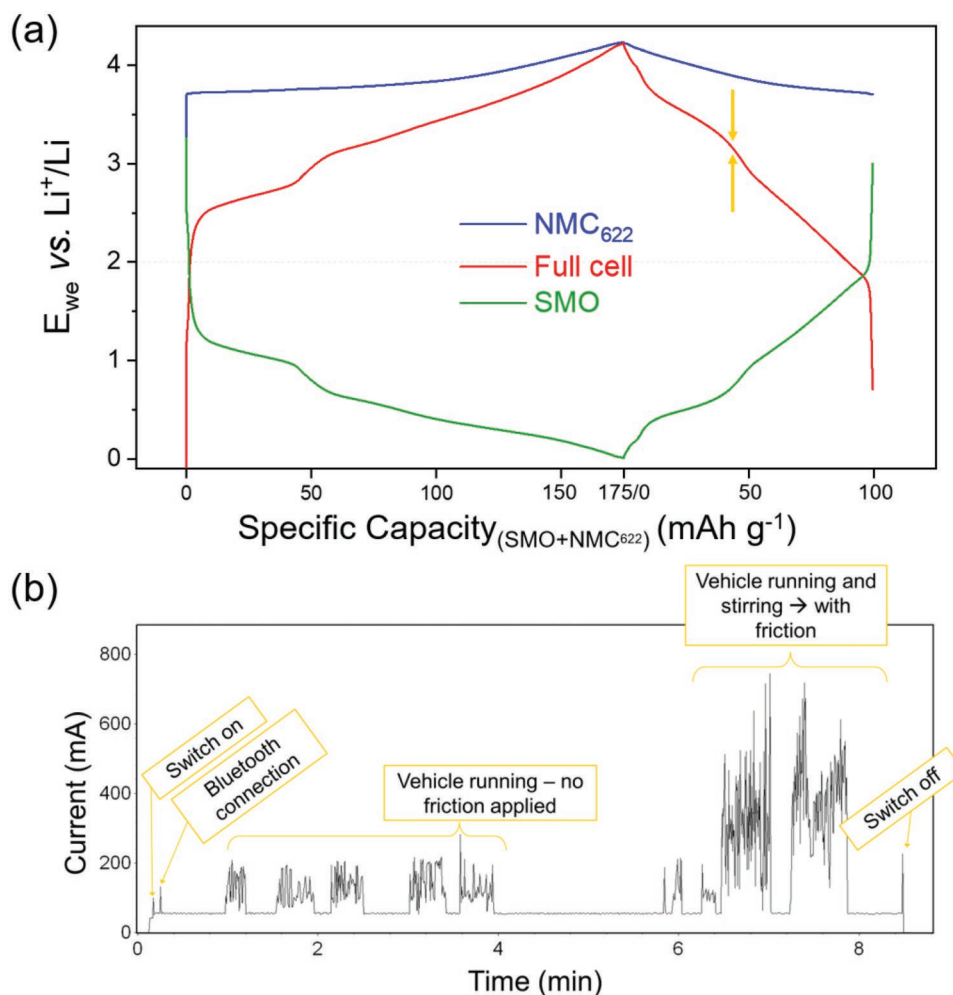 (a)
E_we vs. Li⁺/Li
4
3
2
1
0
NMC₆₂₂
Full cell
SMO
0
50
100
150
175/0
50
100
Specific Capacity(SMO+NMC⁶²²) (mAh g⁻¹)
(b)
Current (mA)
800
600
400
200
0
Switch on
Bluetooth
connection
Vehicle running – no
friction applied
Vehicle running and
stirring → with
friction
Switch off
0
2
4
6
8
Time (min)